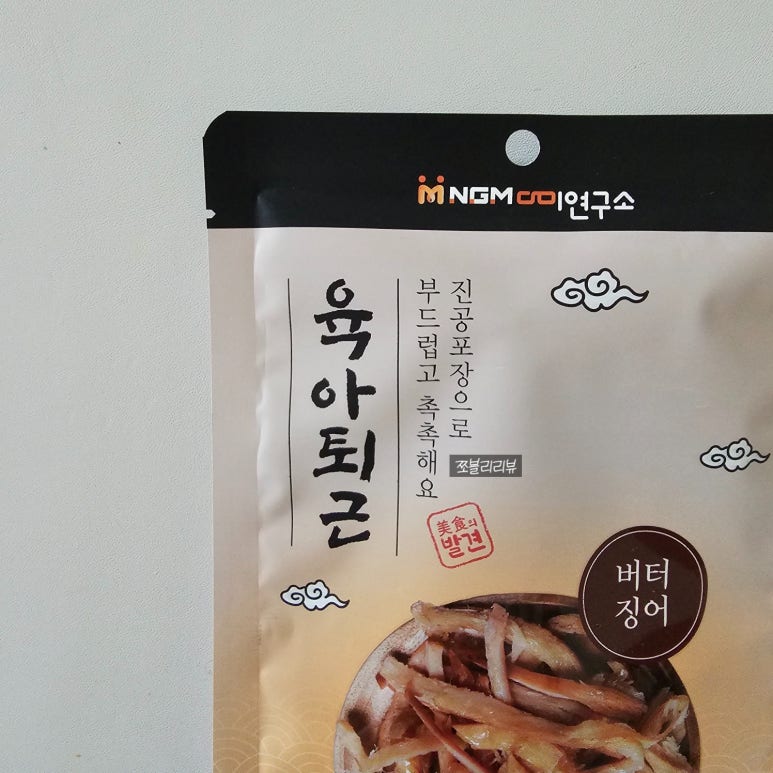 NGM 맘이연구소
육아퇴근
진공포장으로
부드럽고 촉촉해요
쪼블리리뷰
美食의
발견
버터
징어